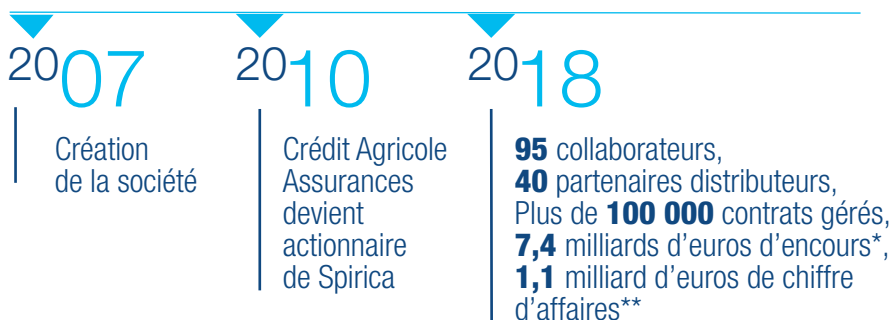 2007
Création
de la société
2010
Crédit Agricole
Assurances
devient
actionnaire
de Spirica
2018
95 collaborateurs,
40 partenaires distributeurs,
Plus de 100 000 contrats gérés,
7,4 milliards d’euros d’encours*,
1,1 milliard d’euros de chiffre
d’affaires**